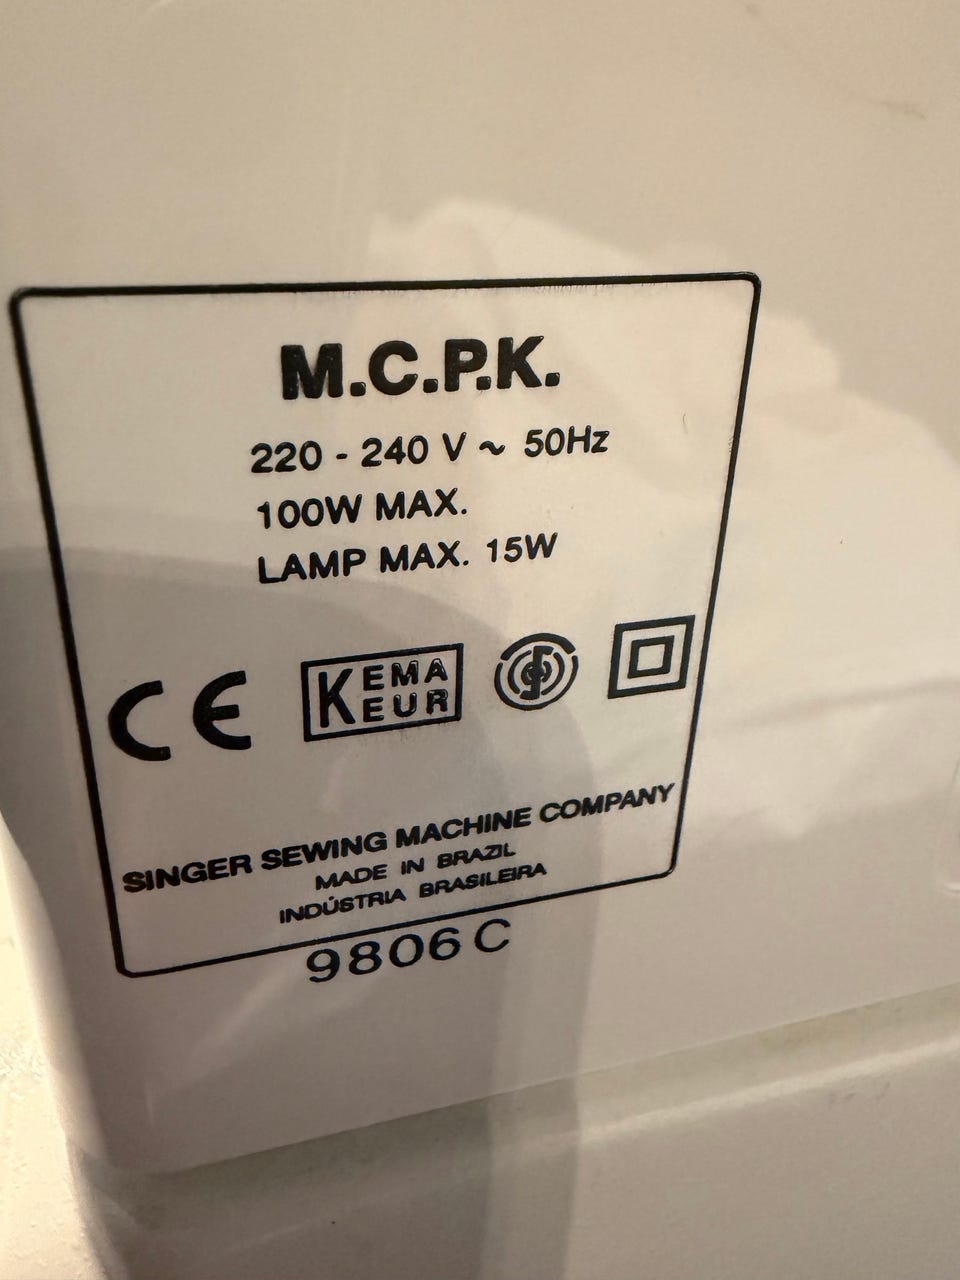 M.C.P.K.
220 - 240 V ~ 50Hz
100W MAX.
LAMP MAX. 15W
CE KEMA KEUR
SINGER SEWING MACHINE COMPANY
MADE IN BRAZIL
INDÚSTRIA BRASILEIRA
9806 C